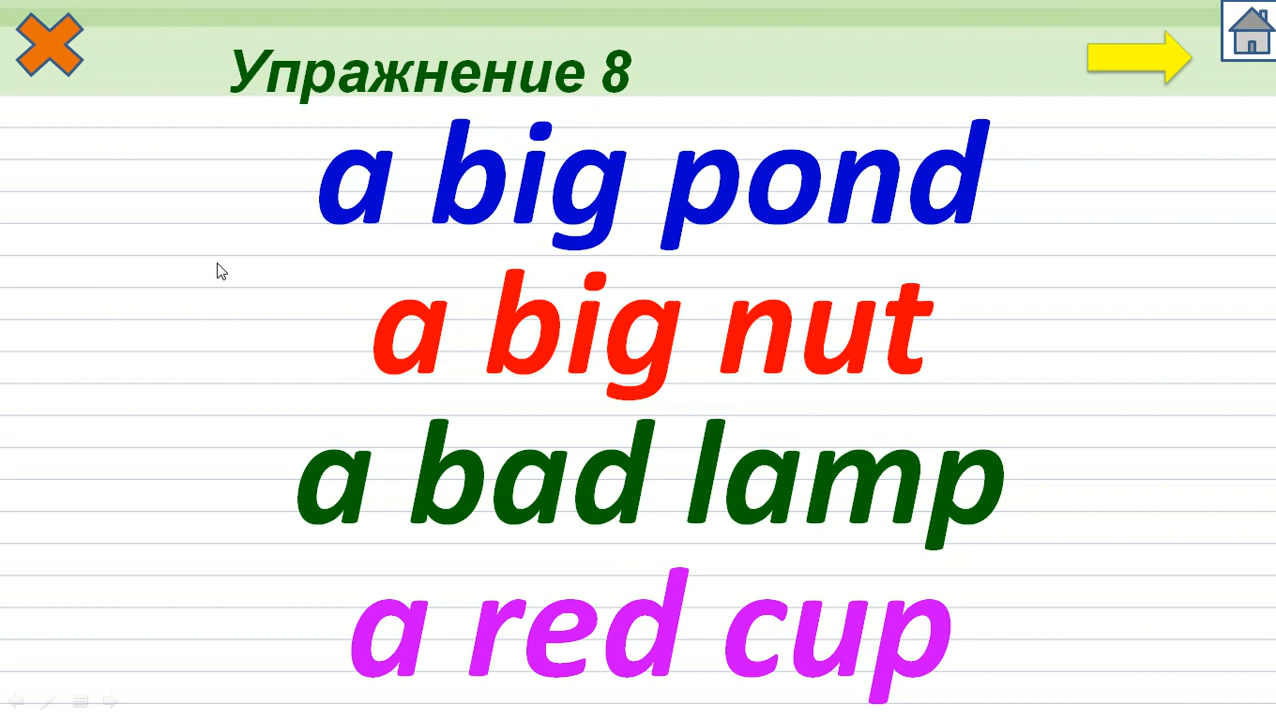 Упражнение 8
a big pond
a big nut
a bad lamp
a red cup